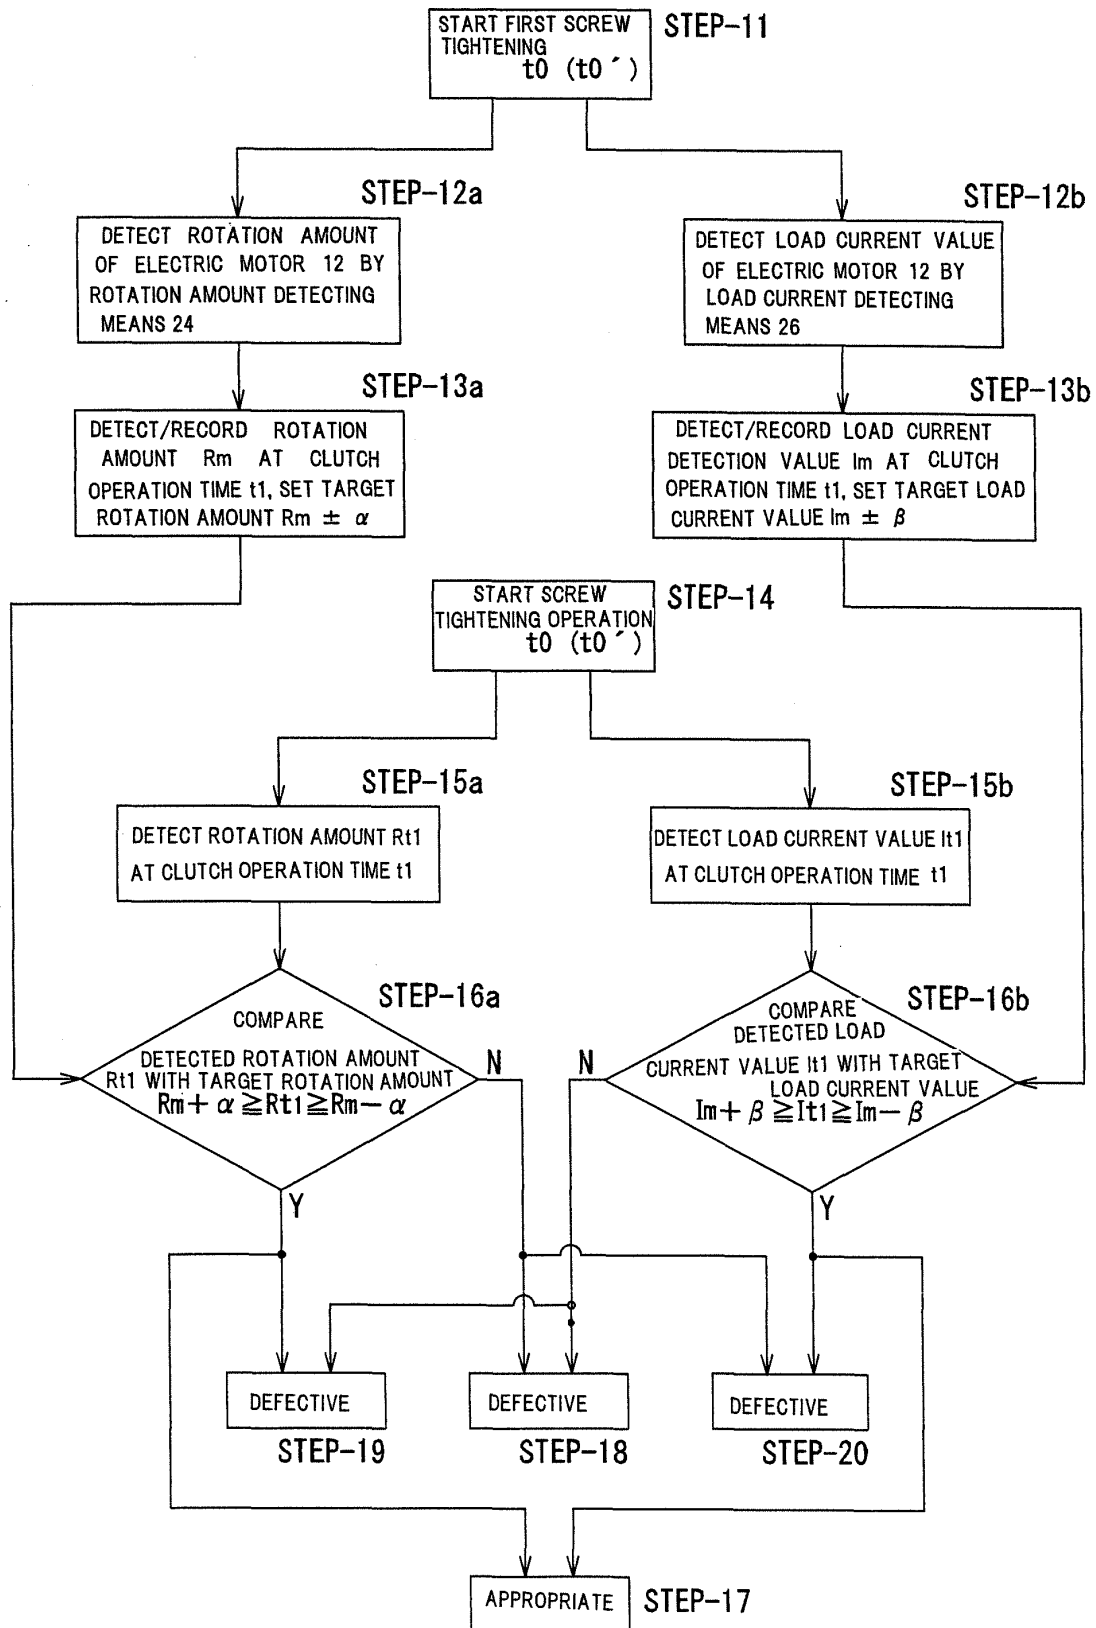 START FIRST SCREW
TIGHTENING
t0 (t0´)
STEP-11
STEP-12a
DETECT ROTATION AMOUNT
OF ELECTRIC MOTOR 12 BY
ROTATION AMOUNT DETECTING
MEANS 24
STEP-12b
DETECT LOAD CURRENT VALUE
OF ELECTRIC MOTOR 12 BY
LOAD CURRENT DETECTING
MEANS 26
STEP-13a
DETECT/RECORD ROTATION
AMOUNT Rm AT CLUTCH
OPERATION TIME t1, SET TARGET
ROTATION AMOUNT Rm ± α
STEP-13b
DETECT/RECORD LOAD CURRENT
DETECTION VALUE Im AT CLUTCH
OPERATION TIME t1, SET TARGET LOAD
CURRENT VALUE Im ± β
START SCREW
TIGHTENING OPERATION
t0 (t0´)
STEP-14
STEP-15a
DETECT ROTATION AMOUNT Rt1
AT CLUTCH OPERATION TIME t1
STEP-15b
DETECT LOAD CURRENT VALUE It1
AT CLUTCH OPERATION TIME t1
STEP-16a
COMPARE
DETECTED ROTATION AMOUNT
Rt1 WITH TARGET ROTATION AMOUNT
Rm+α≧Rt1≧Rm-α
N
Y
STEP-16b
COMPARE
DETECTED LOAD
CURRENT VALUE It1 WITH TARGET
LOAD CURRENT VALUE
Im+β≧It1≧Im-β
N
Y
DEFECTIVE
STEP-19
DEFECTIVE
STEP-18
DEFECTIVE
STEP-20
APPROPRIATE
STEP-17